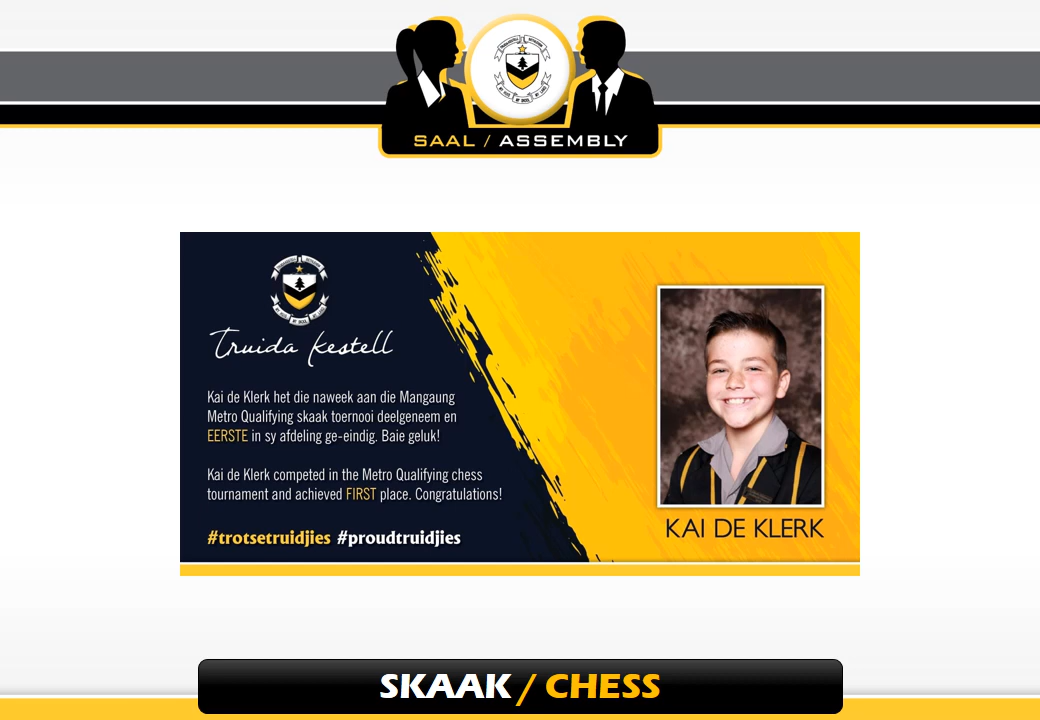 SAAL / ASSEMBLY
Truida Kestell
Kai de Klerk het die naweek aan die Mangaung
Metro Qualifying skaak toernooi deelgeneem en
EERSTE in sy afdeling ge-eindig. Baie geluk!
Kai de Klerk competed in the Metro Qualifying chess
tournament and achieved FIRST place. Congratulations!
#trotsetruidjies #proudtruidjies
KAI DE KLERK
SKAAK / CHESS